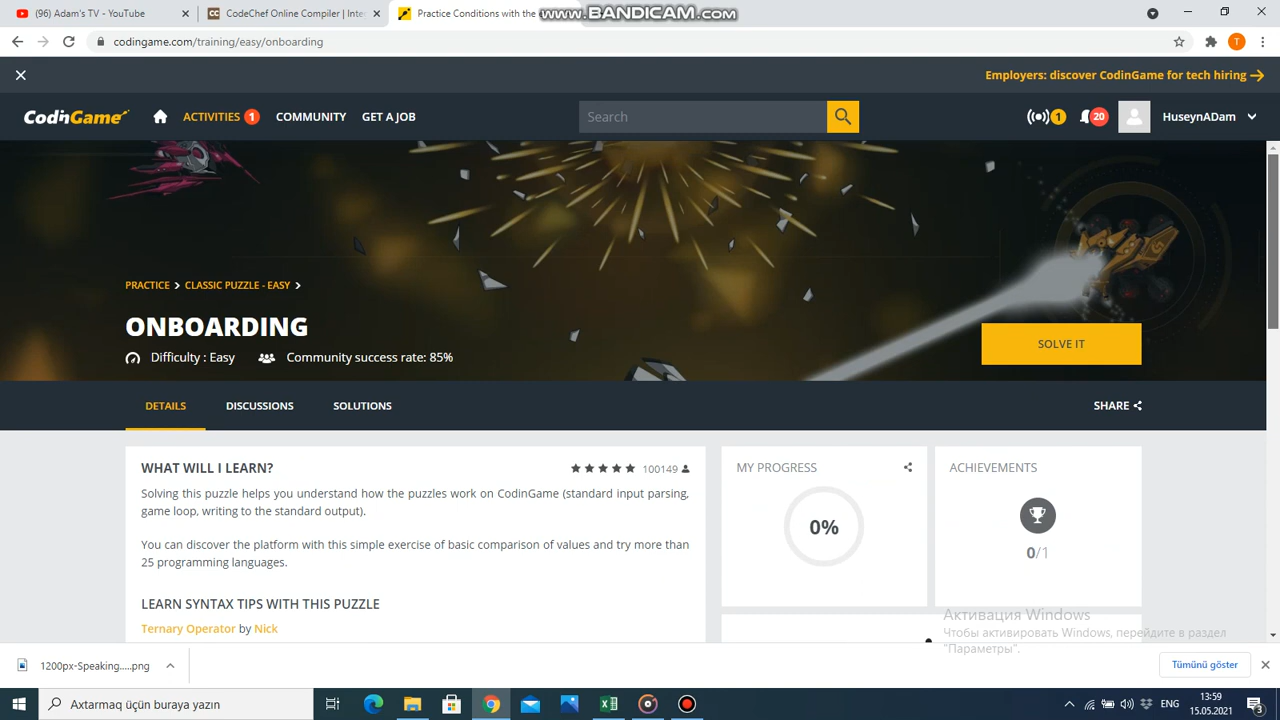 (96) Adam's TV - YouTube
CodeChef Online Compiler | Inte
Practice Conditions with the
WWW.BANDICAM.COM
codingame.com/training/easy/onboarding
T
Employers: discover CodinGame for tech hiring
CodinGame
ACTIVITIES 1
COMMUNITY
GET A JOB
Search
1
20
HuseynADam
PRACTICE > CLASSIC PUZZLE - EASY >
ONBOARDING
Difficulty : Easy
Community success rate: 85%
SOLVE IT
DETAILS
DISCUSSIONS
SOLUTIONS
SHARE
WHAT WILL I LEARN?
100149
Solving this puzzle helps you understand how the puzzles work on CodinGame (standard input parsing,
game loop, writing to the standard output).
You can discover the platform with this simple exercise of basic comparison of values and try more than
25 programming languages.
LEARN SYNTAX TIPS WITH THIS PUZZLE
Ternary Operator by Nick
MY PROGRESS
0%
ACHIEVEMENTS
0/1
Активация Windows
Чтобы активировать Windows, перейдите в раздел
"Параметры".
1200px-Speaking.....png
Tümünü göster
Axtarmaq üçün buraya yazın
ENG
13:59
15.05.2021
3